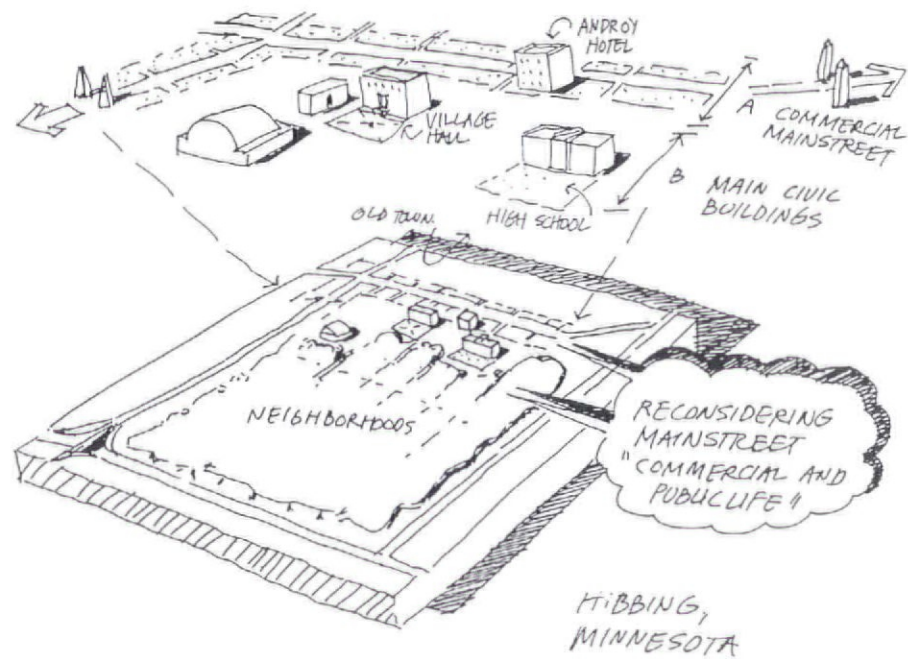 ANDROY
HOTEL
VILLAGE
HALL
A
COMMERCIAL
MAINSTREET
B
MAIN CIVIC
BUILDINGS
HIGH SCHOOL
OLD TOWN.
NEIGHBORHOODS
RECONSIDERING
MAINSTREET
"COMMERCIAL AND
PUBLIC LIFE"
HIBBING,
MINNESOTA